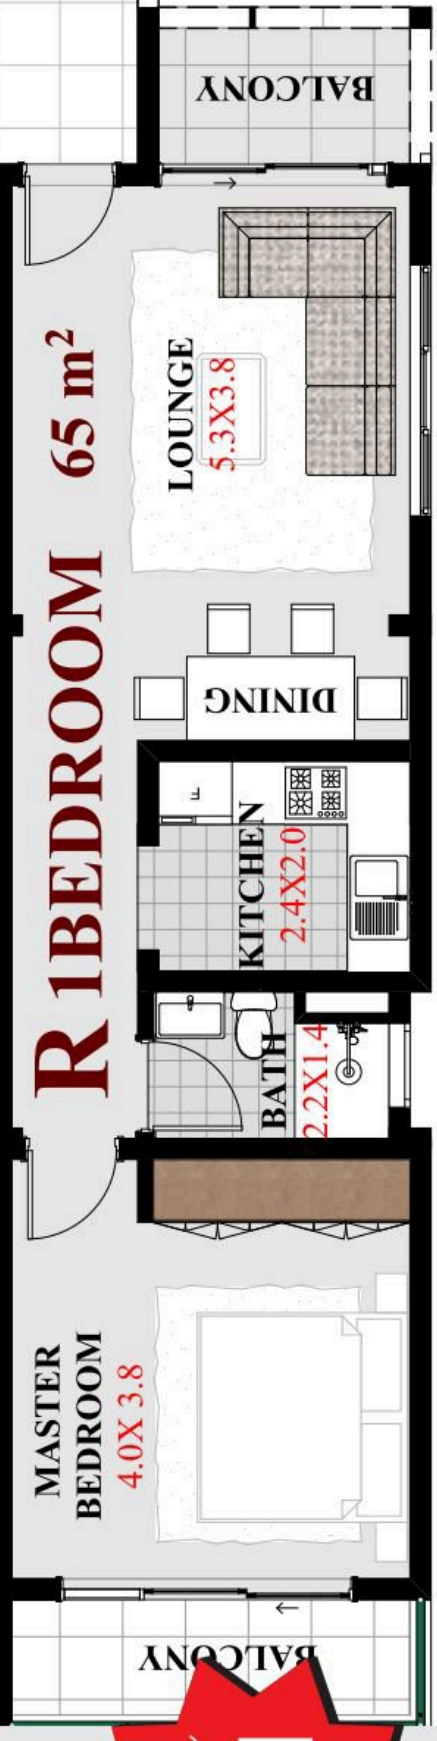 BALCONY
R 1BEDROOM 65 m²
LOUNGE
5.3X3.8
DINING
KITCHEN
2.4X2.0
BATH
2.2X1.4
MASTER
BEDROOM
4.0X 3.8
BALCONY